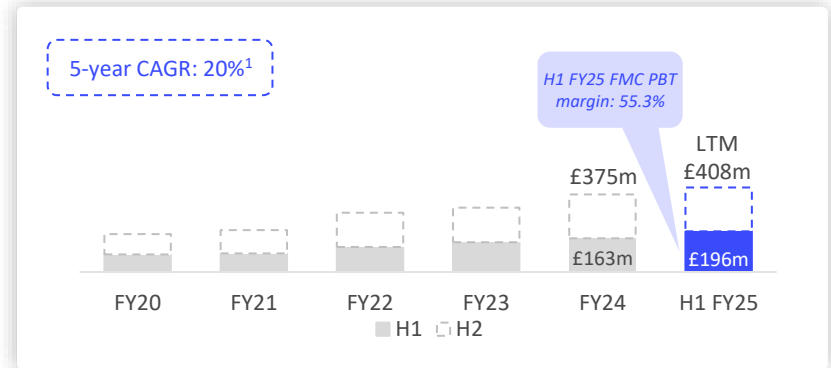 5-year CAGR: 20%¹
H1 FY25 FMC PBT
margin: 55.3%
LTM
£375m
£408m
£163m
£196m
FY20
FY21
FY22
FY23
FY24
H1 FY25
H1
H2